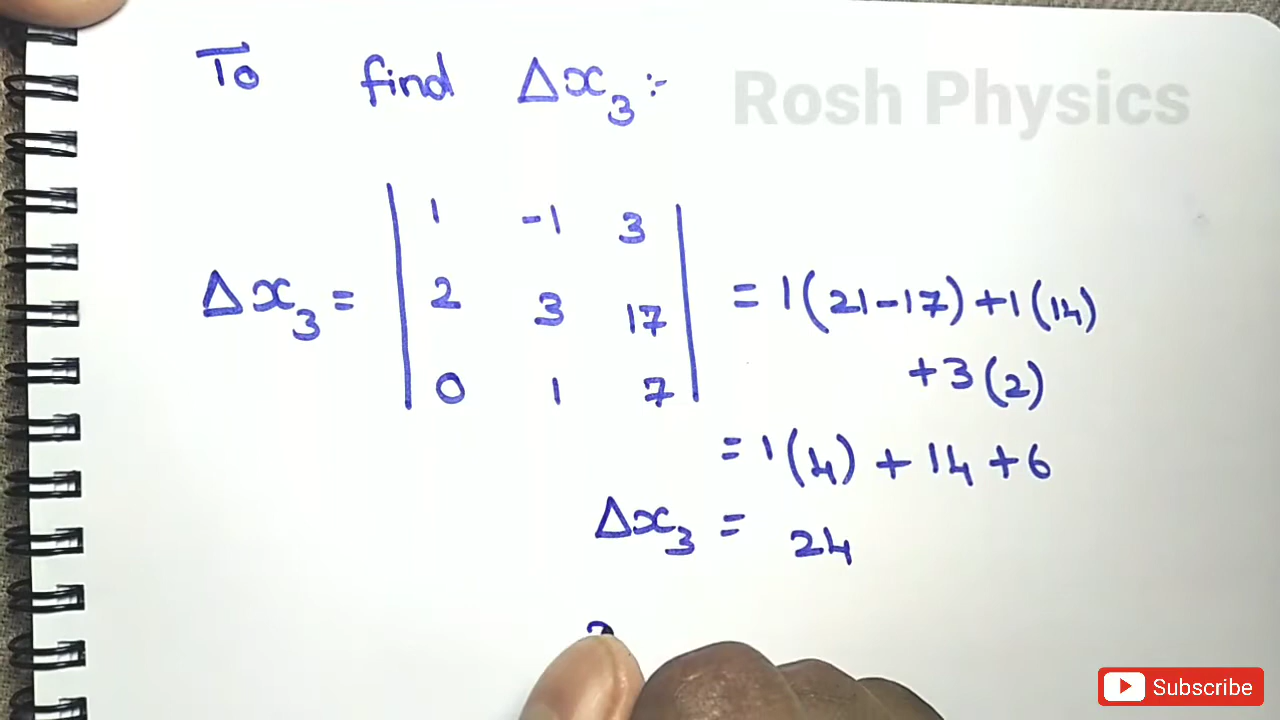 To find Δx₃ :-
Rosh Physics
Δx₃ = | 1 -1 3 |
| 2 3 17 |
| 0 1 7 |
= 1(21-17) +1(14)
+3(2)
= 1(4) + 14 + 6
Δx₃ = 24
Subscribe